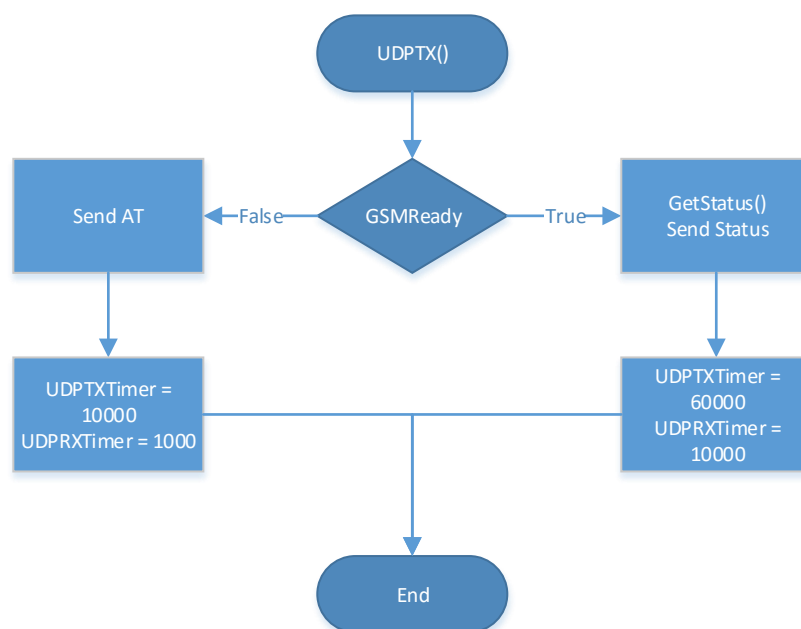 UDPTX()
Send AT
False
GSMReady
True
GetStatus()
Send Status
UDPTXTimer =
10000
UDPRXTimer = 1000
UDPTXTimer =
60000
UDPRXTimer =
10000
End